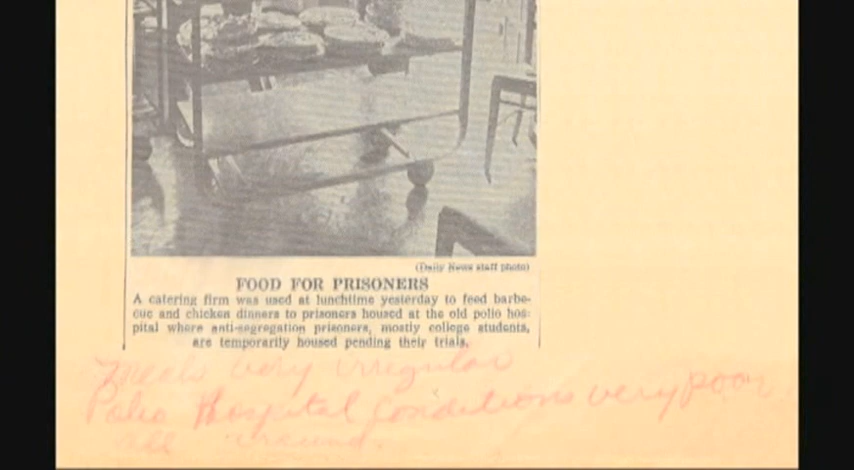 (Daily News staff photo)
FOOD FOR PRISONERS
A catering firm was used at lunchtime yesterday to feed barbe-
cue and chicken dinners to prisoners housed at the old polio hos-
pital where anti-segregation prisoners, mostly college students,
are temporarily housed pending their trials.
Meals very irregular
Polio Hospital Conditions very poor
all around.